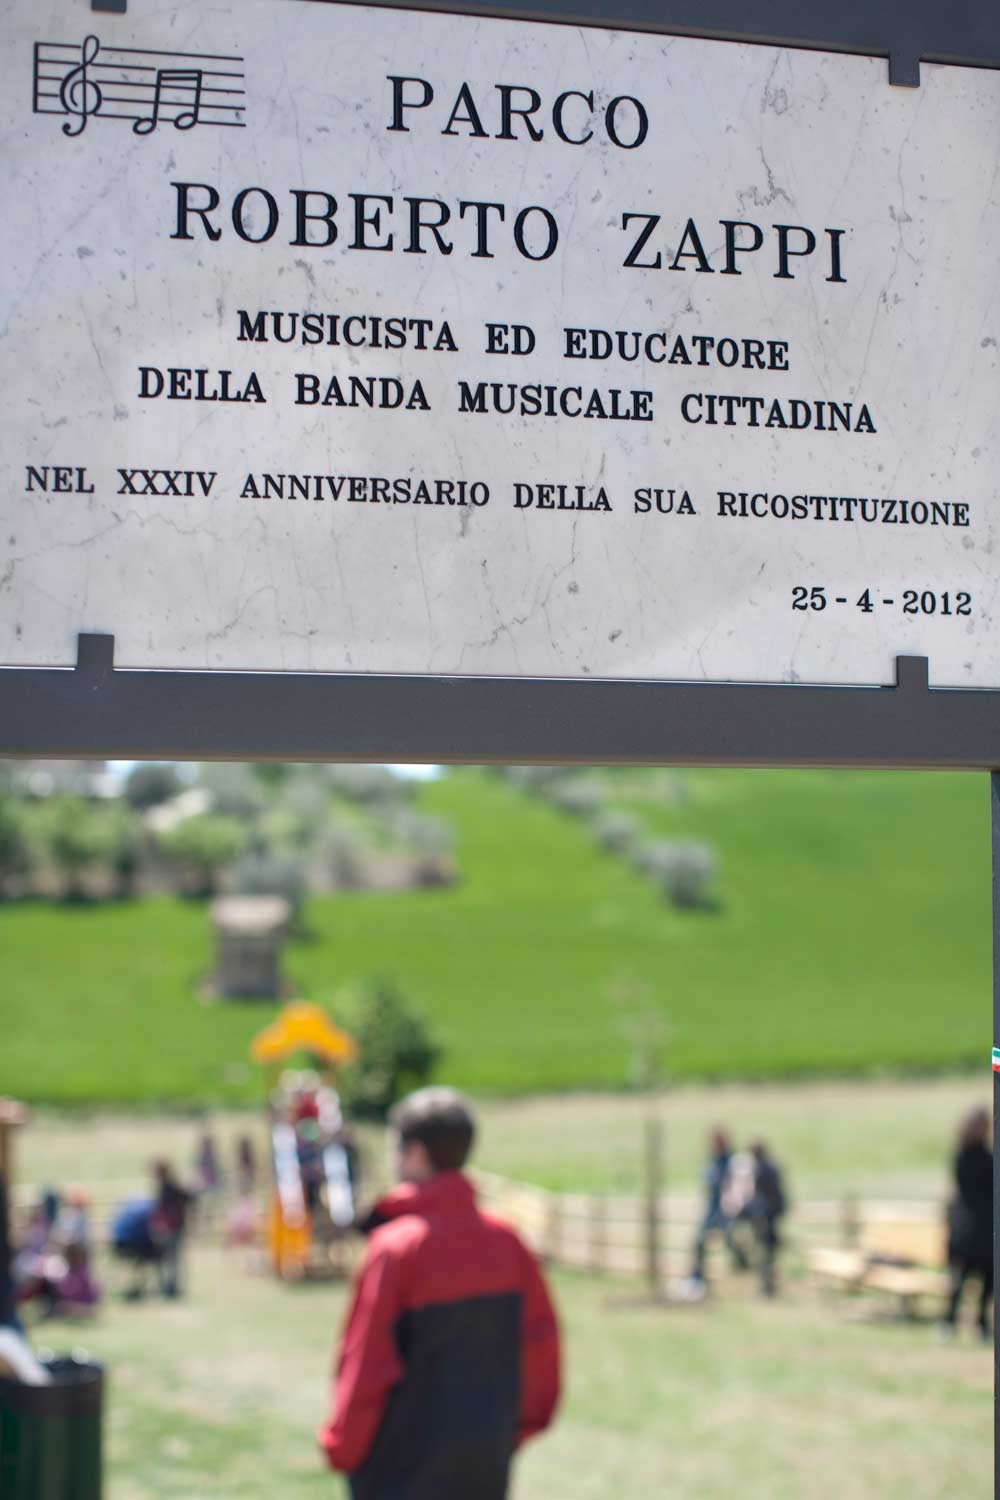 PARCO
ROBERTO ZAPPI
MUSICISTA ED EDUCATORE
DELLA BANDA MUSICALE CITTADINA
NEL XXXIV ANNIVERSARIO DELLA SUA RICOSTITUZIONE
25-4-2012